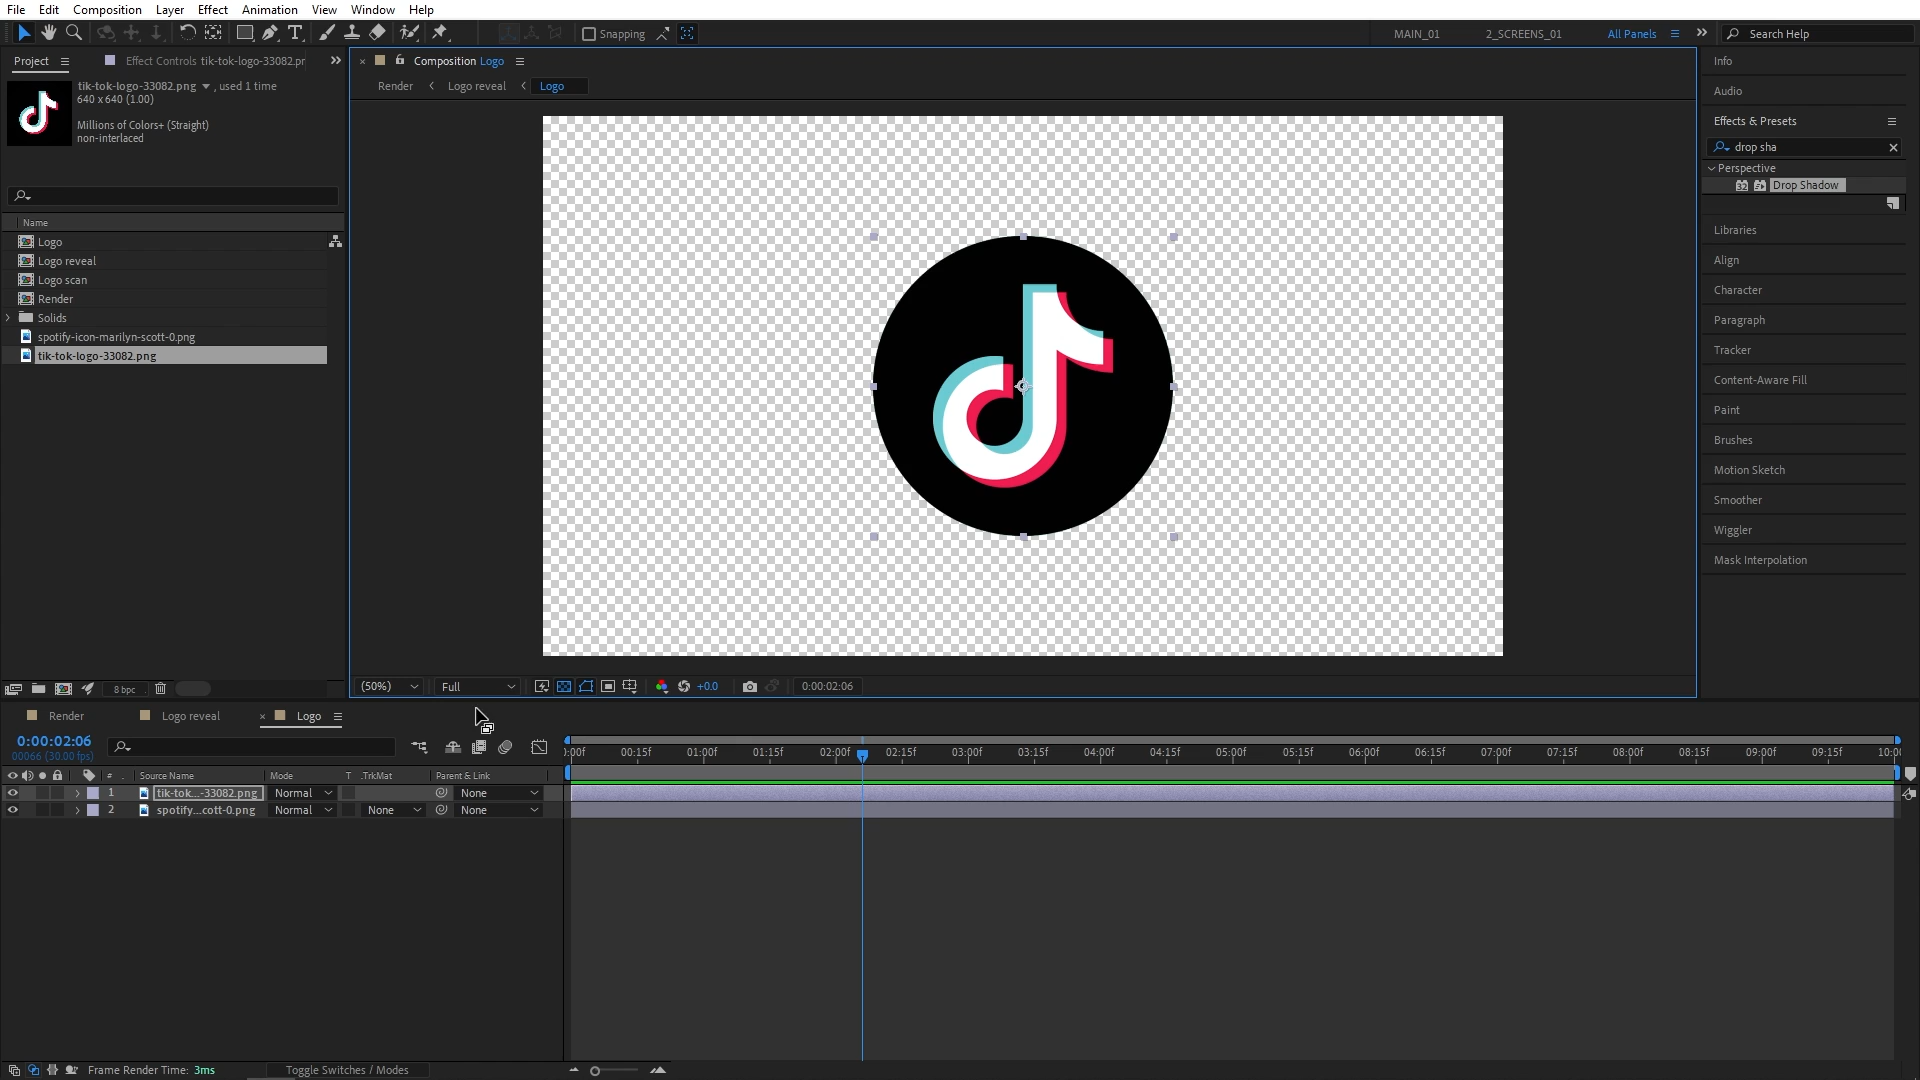 File Edit Composition Layer Effect Animation View Window Help
Snapping
MAIN_01 2_SCREENS_01 All Panels Search Help
Project Effect Controls tik-tok-logo-33082.pr
Composition Logo
tik-tok-logo-33082.png , used 1 time
640 x 640 (1.00)
Millions of Colors+ (Straight)
non-interlaced
Render Logo reveal Logo
Name
Logo
Logo reveal
Logo scan
Render
Solids
spotify-icon-marilyn-scott-0.png
tik-tok-logo-33082.png
8 bpc
(50%) Full +0.0 0:00:02:06
Info
Audio
Effects & Presets
drop sha
Perspective
32 Drop Shadow
Libraries
Align
Character
Paragraph
Tracker
Content-Aware Fill
Paint
Brushes
Motion Sketch
Smoother
Wiggler
Mask Interpolation
Render Logo reveal Logo
0:00:02:06
00066 (30.00 fps)
):00f 00:15f 01:00f 01:15f 02:00f 02:15f 03:00f 03:15f 04:00f 04:15f 05:00f 05:15f 06:00f 06:15f 07:00f 07:15f 08:00f 08:15f 09:00f 09:15f 10:0(
# . Source Name Mode T .TrkMat Parent & Link
1 tik-tok...-33082.png Normal None
2 spotify...cott-0.png Normal None None
Frame Render Time: 3ms Toggle Switches / Modes